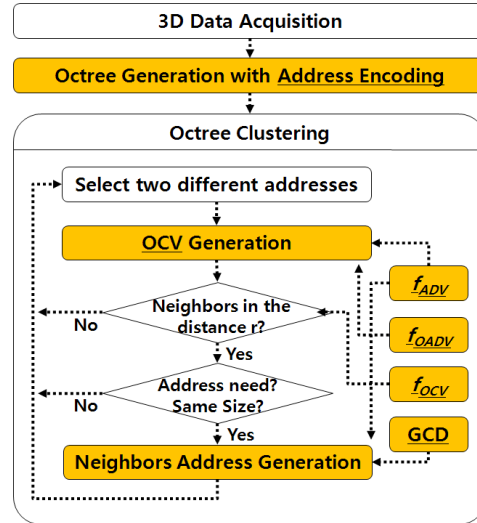 3D Data Acquisition
Octree Generation with Address Encoding
Octree Clustering
Select two different addresses
OCV Generation
f_ADV
Neighbors in the
distance r?
No
Yes
f_OADV
f_OCV
Address need?
Same Size?
No
Yes
GCD
Neighbors Address Generation